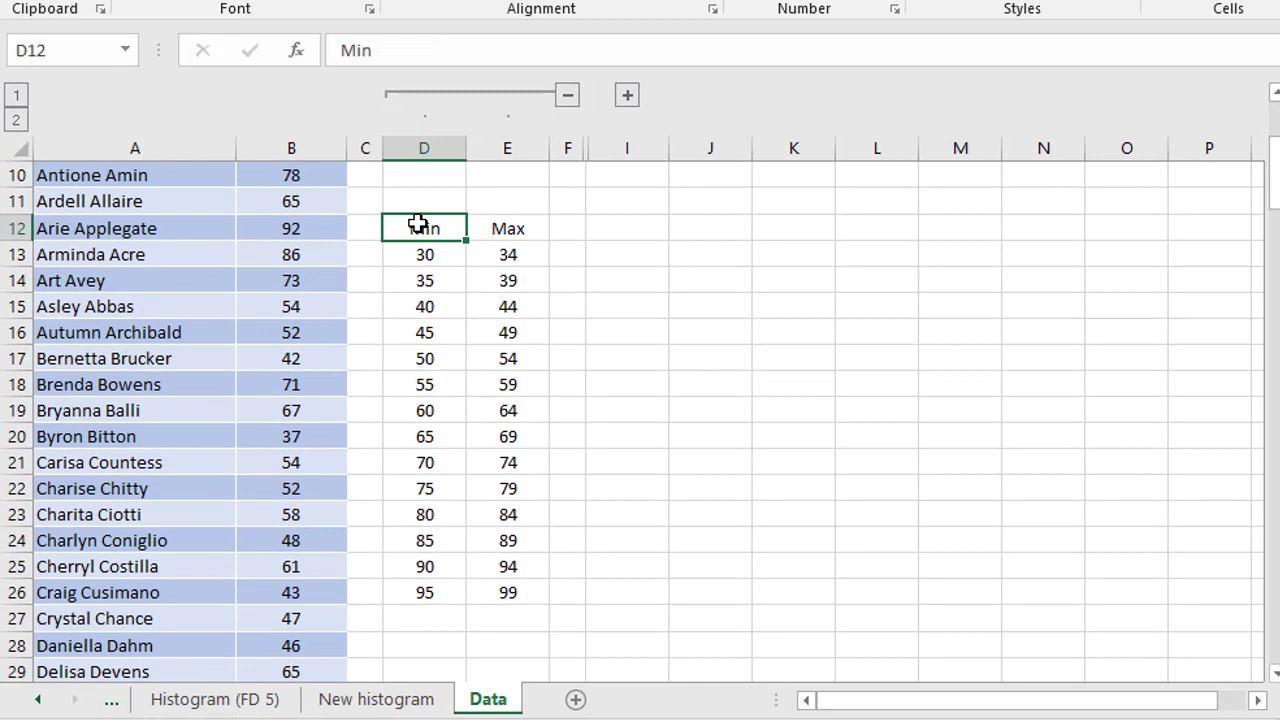 Clipboard Font Alignment Number Styles Cells
D12 fx Min
1
2
A B C D E F I J K L M N O P
10 Antione Amin 78
11 Ardell Allaire 65
12 Arie Applegate 92 Min Max
13 Arminda Acre 86 30 34
14 Art Avey 73 35 39
15 Asley Abbas 54 40 44
16 Autumn Archibald 52 45 49
17 Bernetta Brucker 42 50 54
18 Brenda Bowens 71 55 59
19 Bryanna Balli 67 60 64
20 Byron Bitton 37 65 69
21 Carisa Countess 54 70 74
22 Charise Chitty 52 75 79
23 Charita Ciotti 58 80 84
24 Charlyn Coniglio 48 85 89
25 Cherryl Costilla 61 90 94
26 Craig Cusimano 43 95 99
27 Crystal Chance 47
28 Daniella Dahm 46
29 Delisa Devens 65
... Histogram (FD 5) New histogram Data